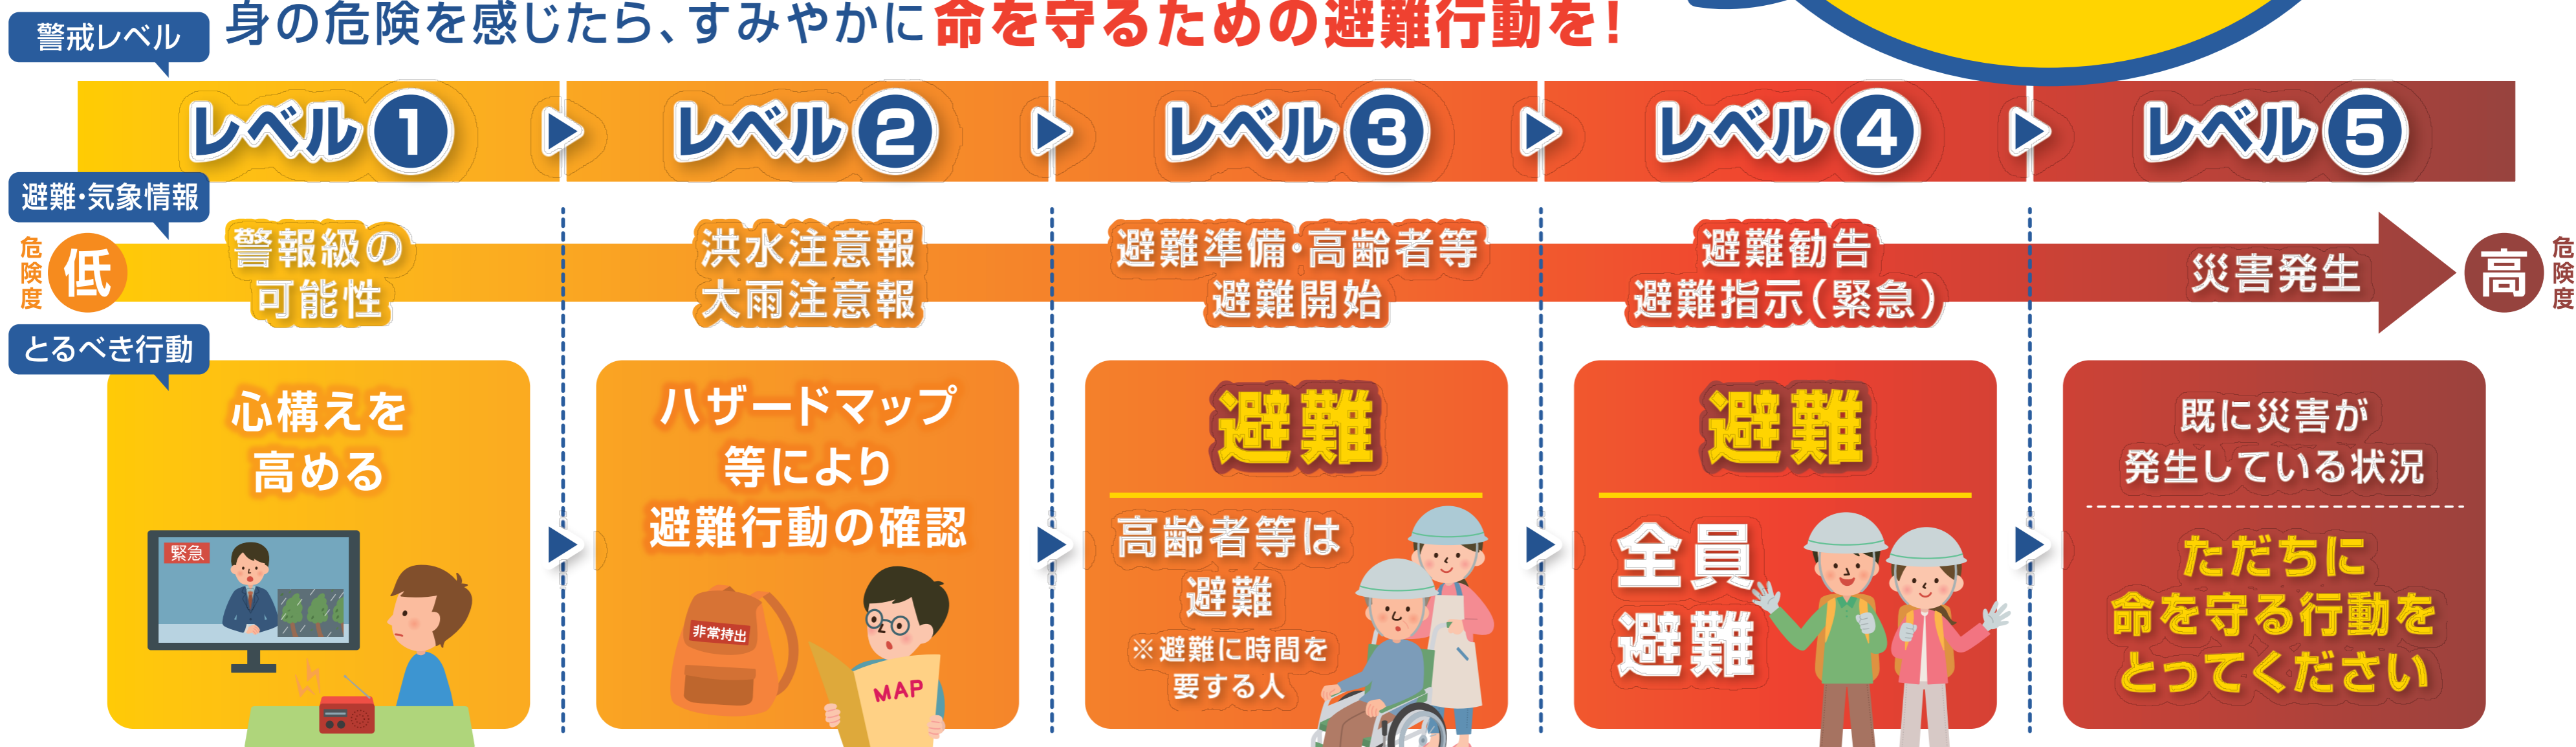 身の危険を感じたら、すみやかに命を守るための避難行動を!
警戒レベル
レベル1
レベル2
レベル3
レベル4
レベル5
避難・気象情報
危険度
低
警報級の
可能性
洪水注意報
大雨注意報
避難準備・高齢者等
避難開始
避難勧告
避難指示(緊急)
災害発生
高
危険度
とるべき行動
心構えを
高める
緊急
ハザードマップ
等により
避難行動の確認
非常持出
MAP
避難
高齢者等は
避難
※避難に時間を
要する人
避難
全員
避難
既に災害が
発生している状況
ただちに
命を守る行動を
とってください